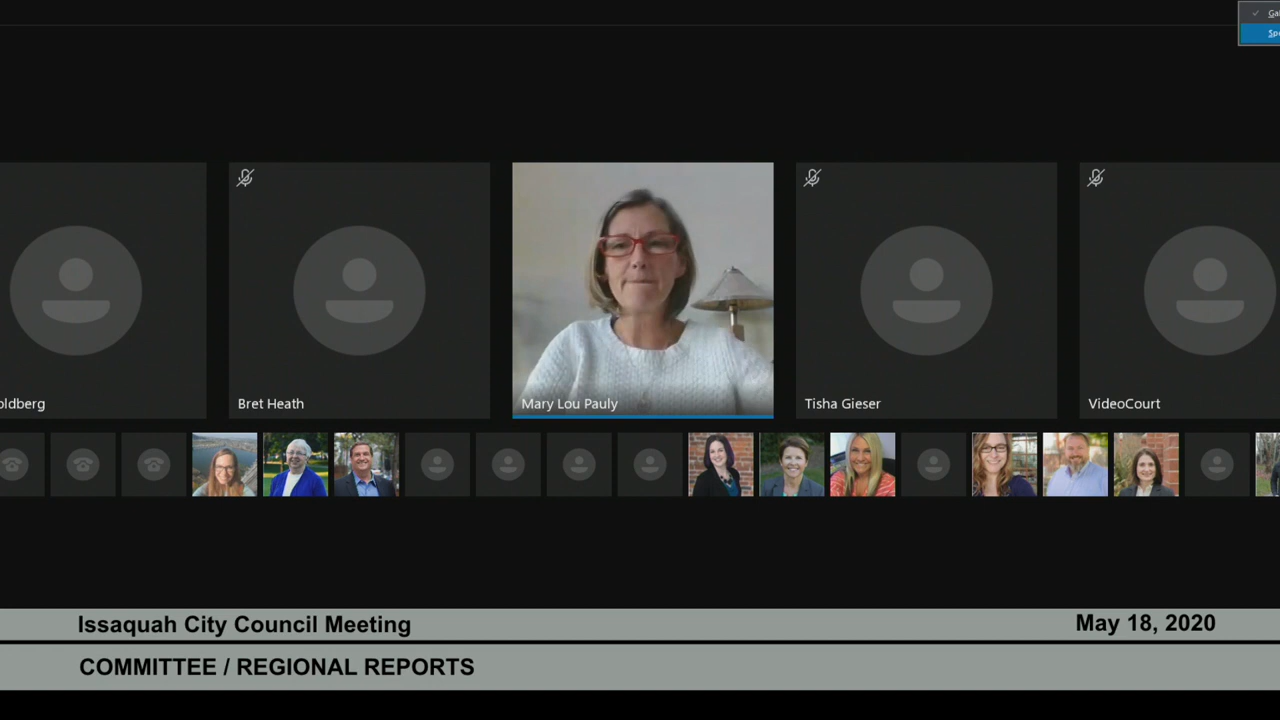 oldberg
Bret Heath
Mary Lou Pauly
Tisha Gieser
VideoCourt
Issaquah City Council Meeting
May 18, 2020
COMMITTEE / REGIONAL REPORTS